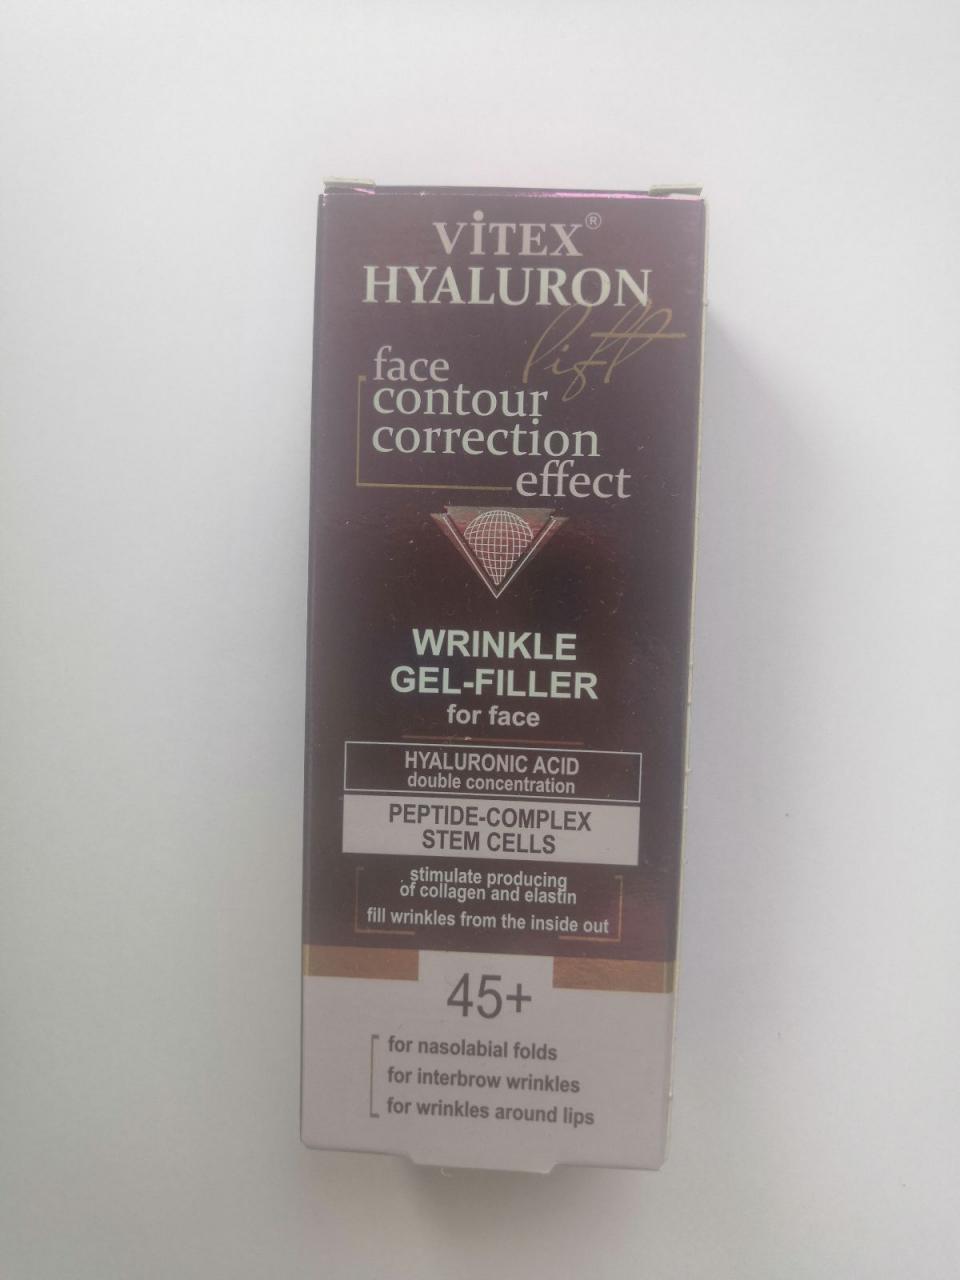 VİTEX®
HYALURON
lift
face
contour
correction
effect
WRINKLE
GEL-FILLER
for face
HYALURONIC ACID
double concentration
PEPTIDE-COMPLEX
STEM CELLS
stimulate producing
of collagen and elastin
fill wrinkles from the inside out
45+
for nasolabial folds
for interbrow wrinkles
for wrinkles around lips